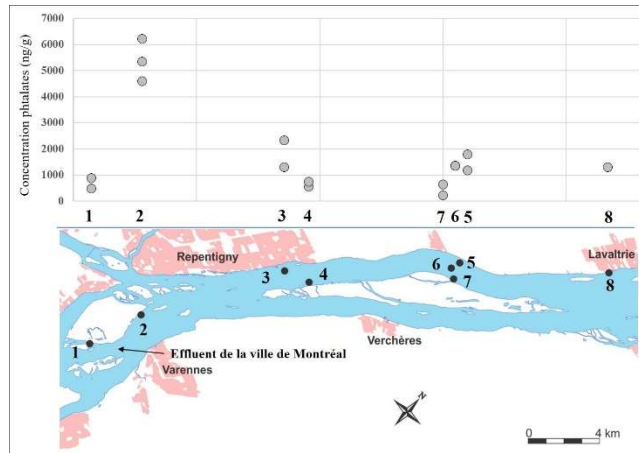 Concentration phtalates (ng/g)
7000
6000
5000
4000
3000
2000
1000
0
1 2 3 4 7 6 5 8
Repentigny
Lavaltrie
3 4 6 5 7 8
2
1 Effluent de la ville de Montréal
Verchères
Varennes
N
0 4 km